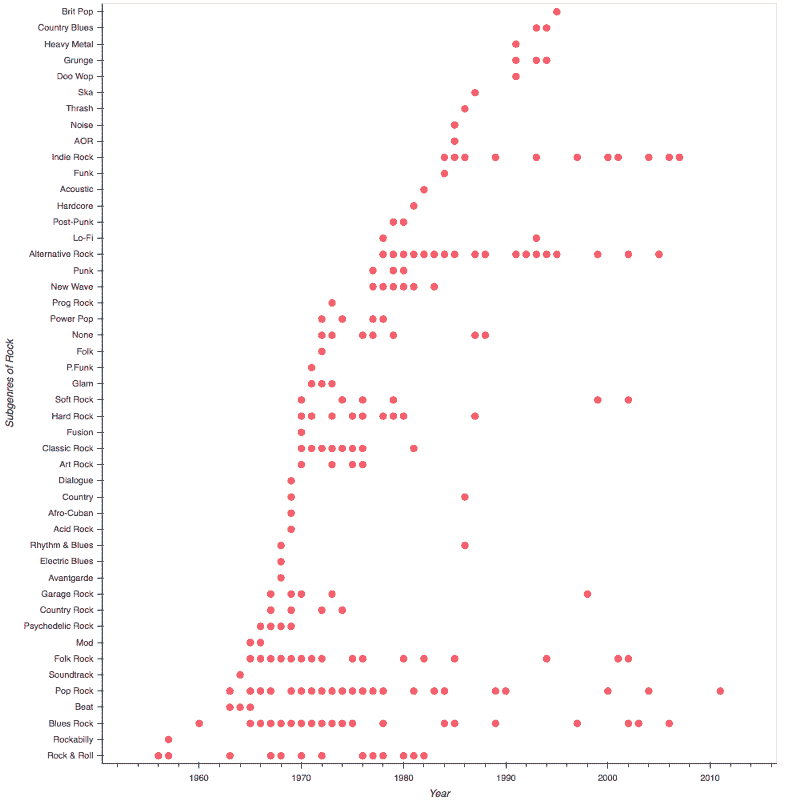 Brit Pop
Country Blues
Heavy Metal
Grunge
Doo Wop
Ska
Thrash
Noise
AOR
Indie Rock
Funk
Acoustic
Hardcore
Post-Punk
Lo-Fi
Alternative Rock
Punk
New Wave
Prog Rock
Power Pop
None
Folk
P.Funk
Glam
Soft Rock
Hard Rock
Fusion
Classic Rock
Art Rock
Dialogue
Country
Afro-Cuban
Acid Rock
Rhythm & Blues
Electric Blues
Avantgarde
Garage Rock
Country Rock
Psychedelic Rock
Mod
Folk Rock
Soundtrack
Pop Rock
Beat
Blues Rock
Rockabilly
Rock & Roll
Subgenres of Rock
1960 1970 1980 1990 2000 2010
Year